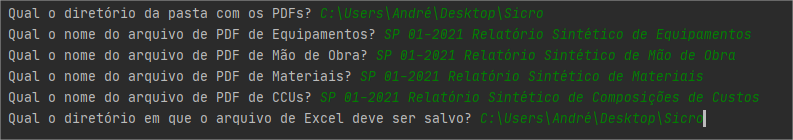 Qual o diretório da pasta com os PDFs? C:\Users\André\Desktop\Sicro
Qual o nome do arquivo de PDF de Equipamentos? SP 01-2021 Relatório Sintético de Equipamentos
Qual o nome do arquivo de PDF de Mão de Obra? SP 01-2021 Relatório Sintético de Mão de Obra
Qual o nome do arquivo de PDF de Materiais? SP 01-2021 Relatório Sintético de Materiais
Qual o nome do arquivo de PDF de CCUs? SP 01-2021 Relatório Sintético de Composições de Custos
Qual o diretório em que o arquivo de Excel deve ser salvo? C:\Users\André\Desktop\Sicro